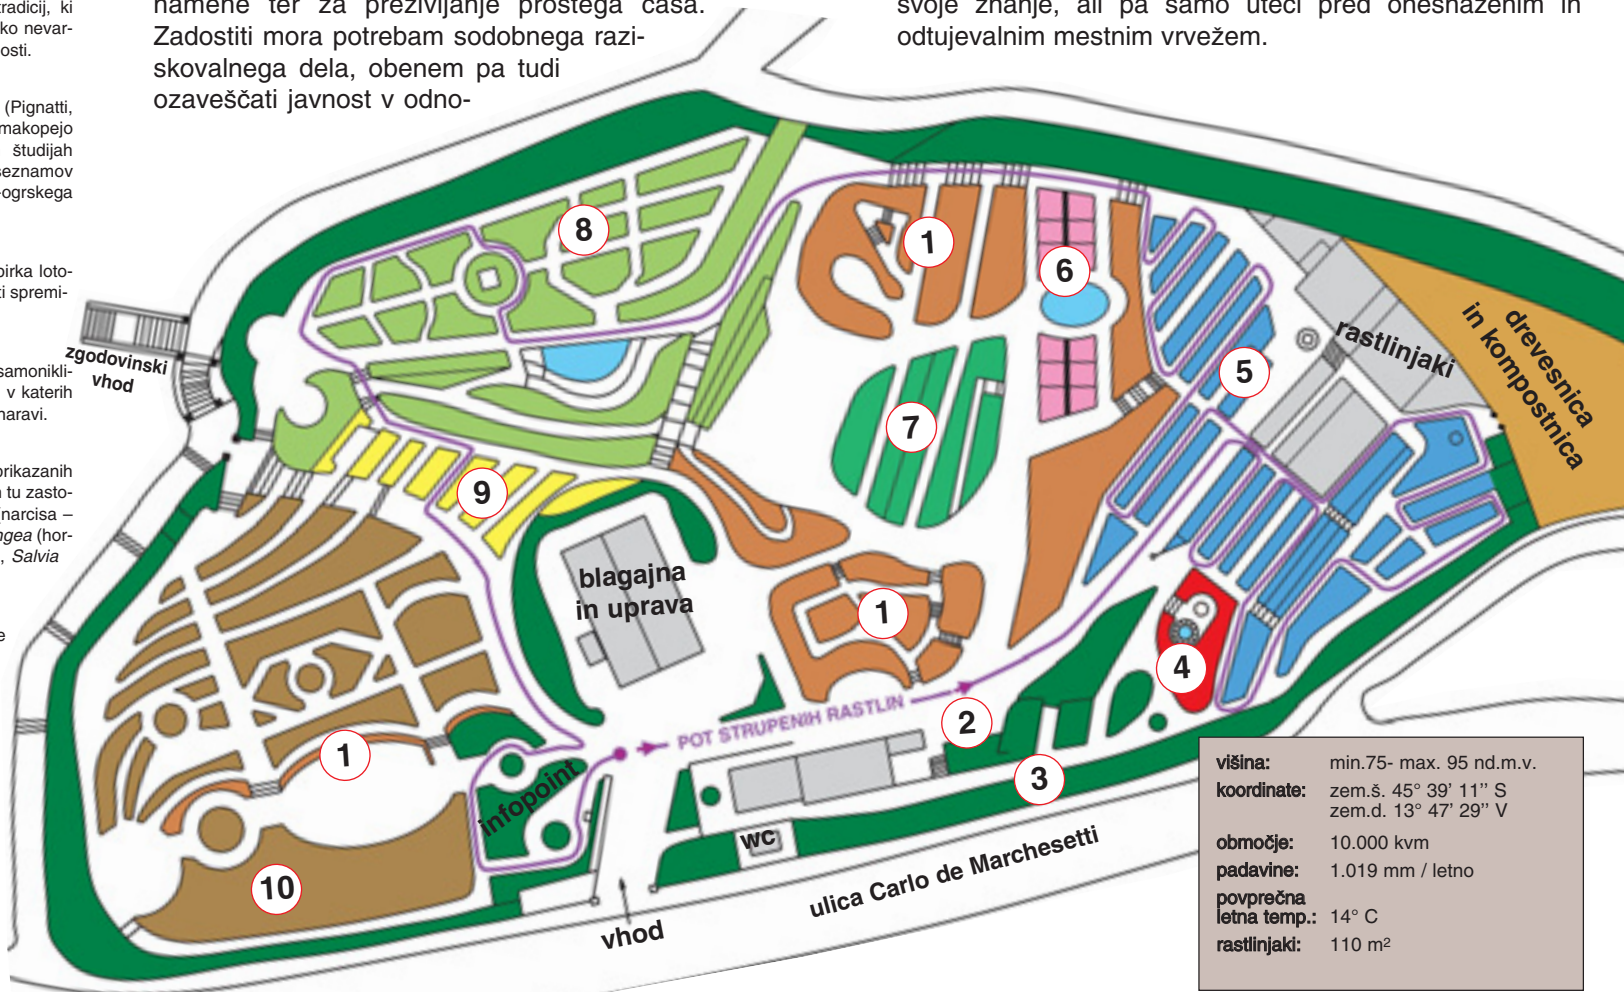 tradicij, ki
ko nevar-
osti.
(Pignatti,
makopejo
študijah
seznamov
-ogrskega
birka loto-
ti spremi-
samonikli-
v katerih
naravi.
prikazanih
n tu zasto-
narcisa –
ngea (hor-
, Salvia
e
namene ter za preživljanje prostega časa.
Zadostiti mora potrebam sodobnega razi-
skovalnega dela, obenem pa tudi
ozaveščati javnost v odno-
svoje znanje, ali pa samo uteči pred onesnaženim in
odtujevalnim mestnim vrvežem.
8
1
6
zgodovinski
vhod
rastlinjaki
drevesnica
in kompostnica
5
7
9
blagajna
in uprava
1
4
POT STRUPENIH RASTLIN
2
1
3
infopoint
wc
10
vhod
ulica Carlo de Marchesetti
višina: min.75- max. 95 nd.m.v.
koordinate: zem.š. 45° 39' 11'' S
zem.d. 13° 47' 29'' V
območje: 10.000 kvm
padavine: 1.019 mm / letno
povprečna
letna temp.: 14° C
rastlinjaki: 110 m²